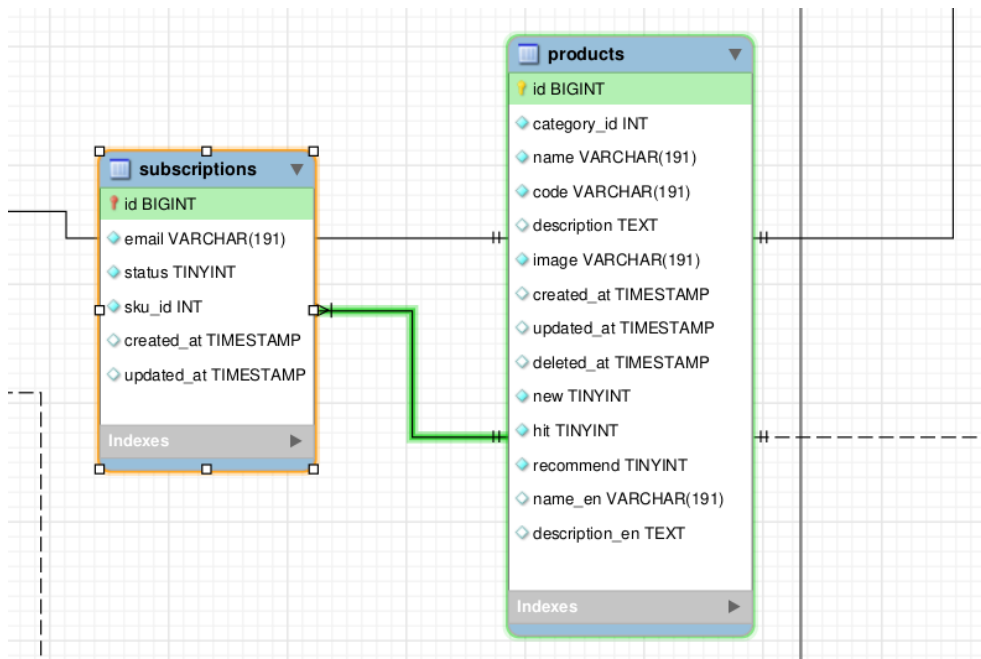 subscriptions
id BIGINT
email VARCHAR(191)
status TINYINT
sku_id INT
created_at TIMESTAMP
updated_at TIMESTAMP
Indexes
products
id BIGINT
category_id INT
name VARCHAR(191)
code VARCHAR(191)
description TEXT
image VARCHAR(191)
created_at TIMESTAMP
updated_at TIMESTAMP
deleted_at TIMESTAMP
new TINYINT
hit TINYINT
recommend TINYINT
name_en VARCHAR(191)
description_en TEXT
Indexes